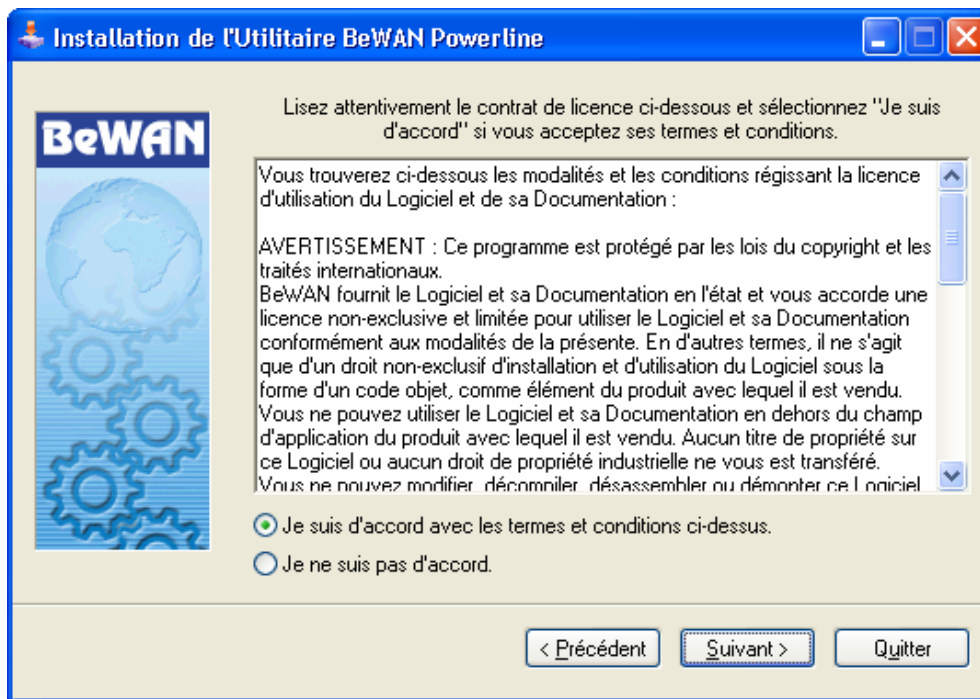 Installation de l'Utilitaire BeWAN Powerline
BeWAN
Lisez attentivement le contrat de licence ci-dessous et sélectionnez "Je suis
d'accord" si vous acceptez ses termes et conditions.
Vous trouverez ci-dessous les modalités et les conditions régissant la licence
d'utilisation du Logiciel et de sa Documentation :
AVERTISSEMENT : Ce programme est protégé par les lois du copyright et les
traités internationaux.
BeWAN fournit le Logiciel et sa Documentation en l'état et vous accorde une
licence non-exclusive et limitée pour utiliser le Logiciel et sa Documentation
conformément aux modalités de la présente. En d'autres termes, il ne s'agit
que d'un droit non-exclusif d'installation et d'utilisation du Logiciel sous la
forme d'un code objet, comme élément du produit avec lequel il est vendu.
Vous ne pouvez utiliser le Logiciel et sa Documentation en dehors du champ
d'application du produit avec lequel il est vendu. Aucun titre de propriété sur
ce Logiciel ou aucun droit de propriété industrielle ne vous est transféré.
Vous ne pouvez modifier, décompiler, désassembler ou démonter ce Logiciel
Je suis d'accord avec les termes et conditions ci-dessus.
Je ne suis pas d'accord.
< Précédent
Suivant >
Quitter